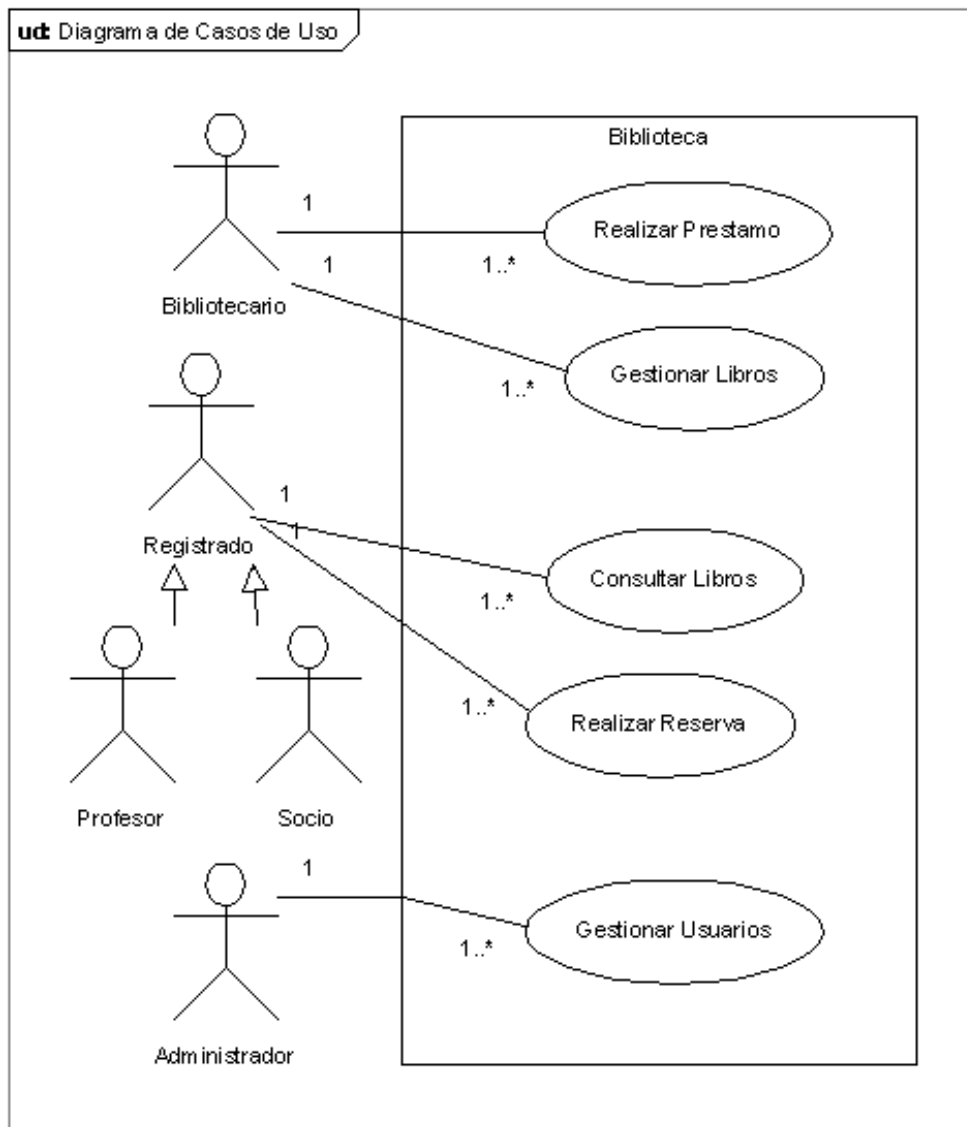 ud: Diagrama de Casos de Uso
Biblioteca
1
Realizar Prestamo
1..*
1
Bibliotecario
Gestionar Libros
1..*
1
1
Registrado
Consultar Libros
1..*
1..*
Realizar Reserva
Profesor
Socio
1
Gestionar Usuarios
1..*
Administrador